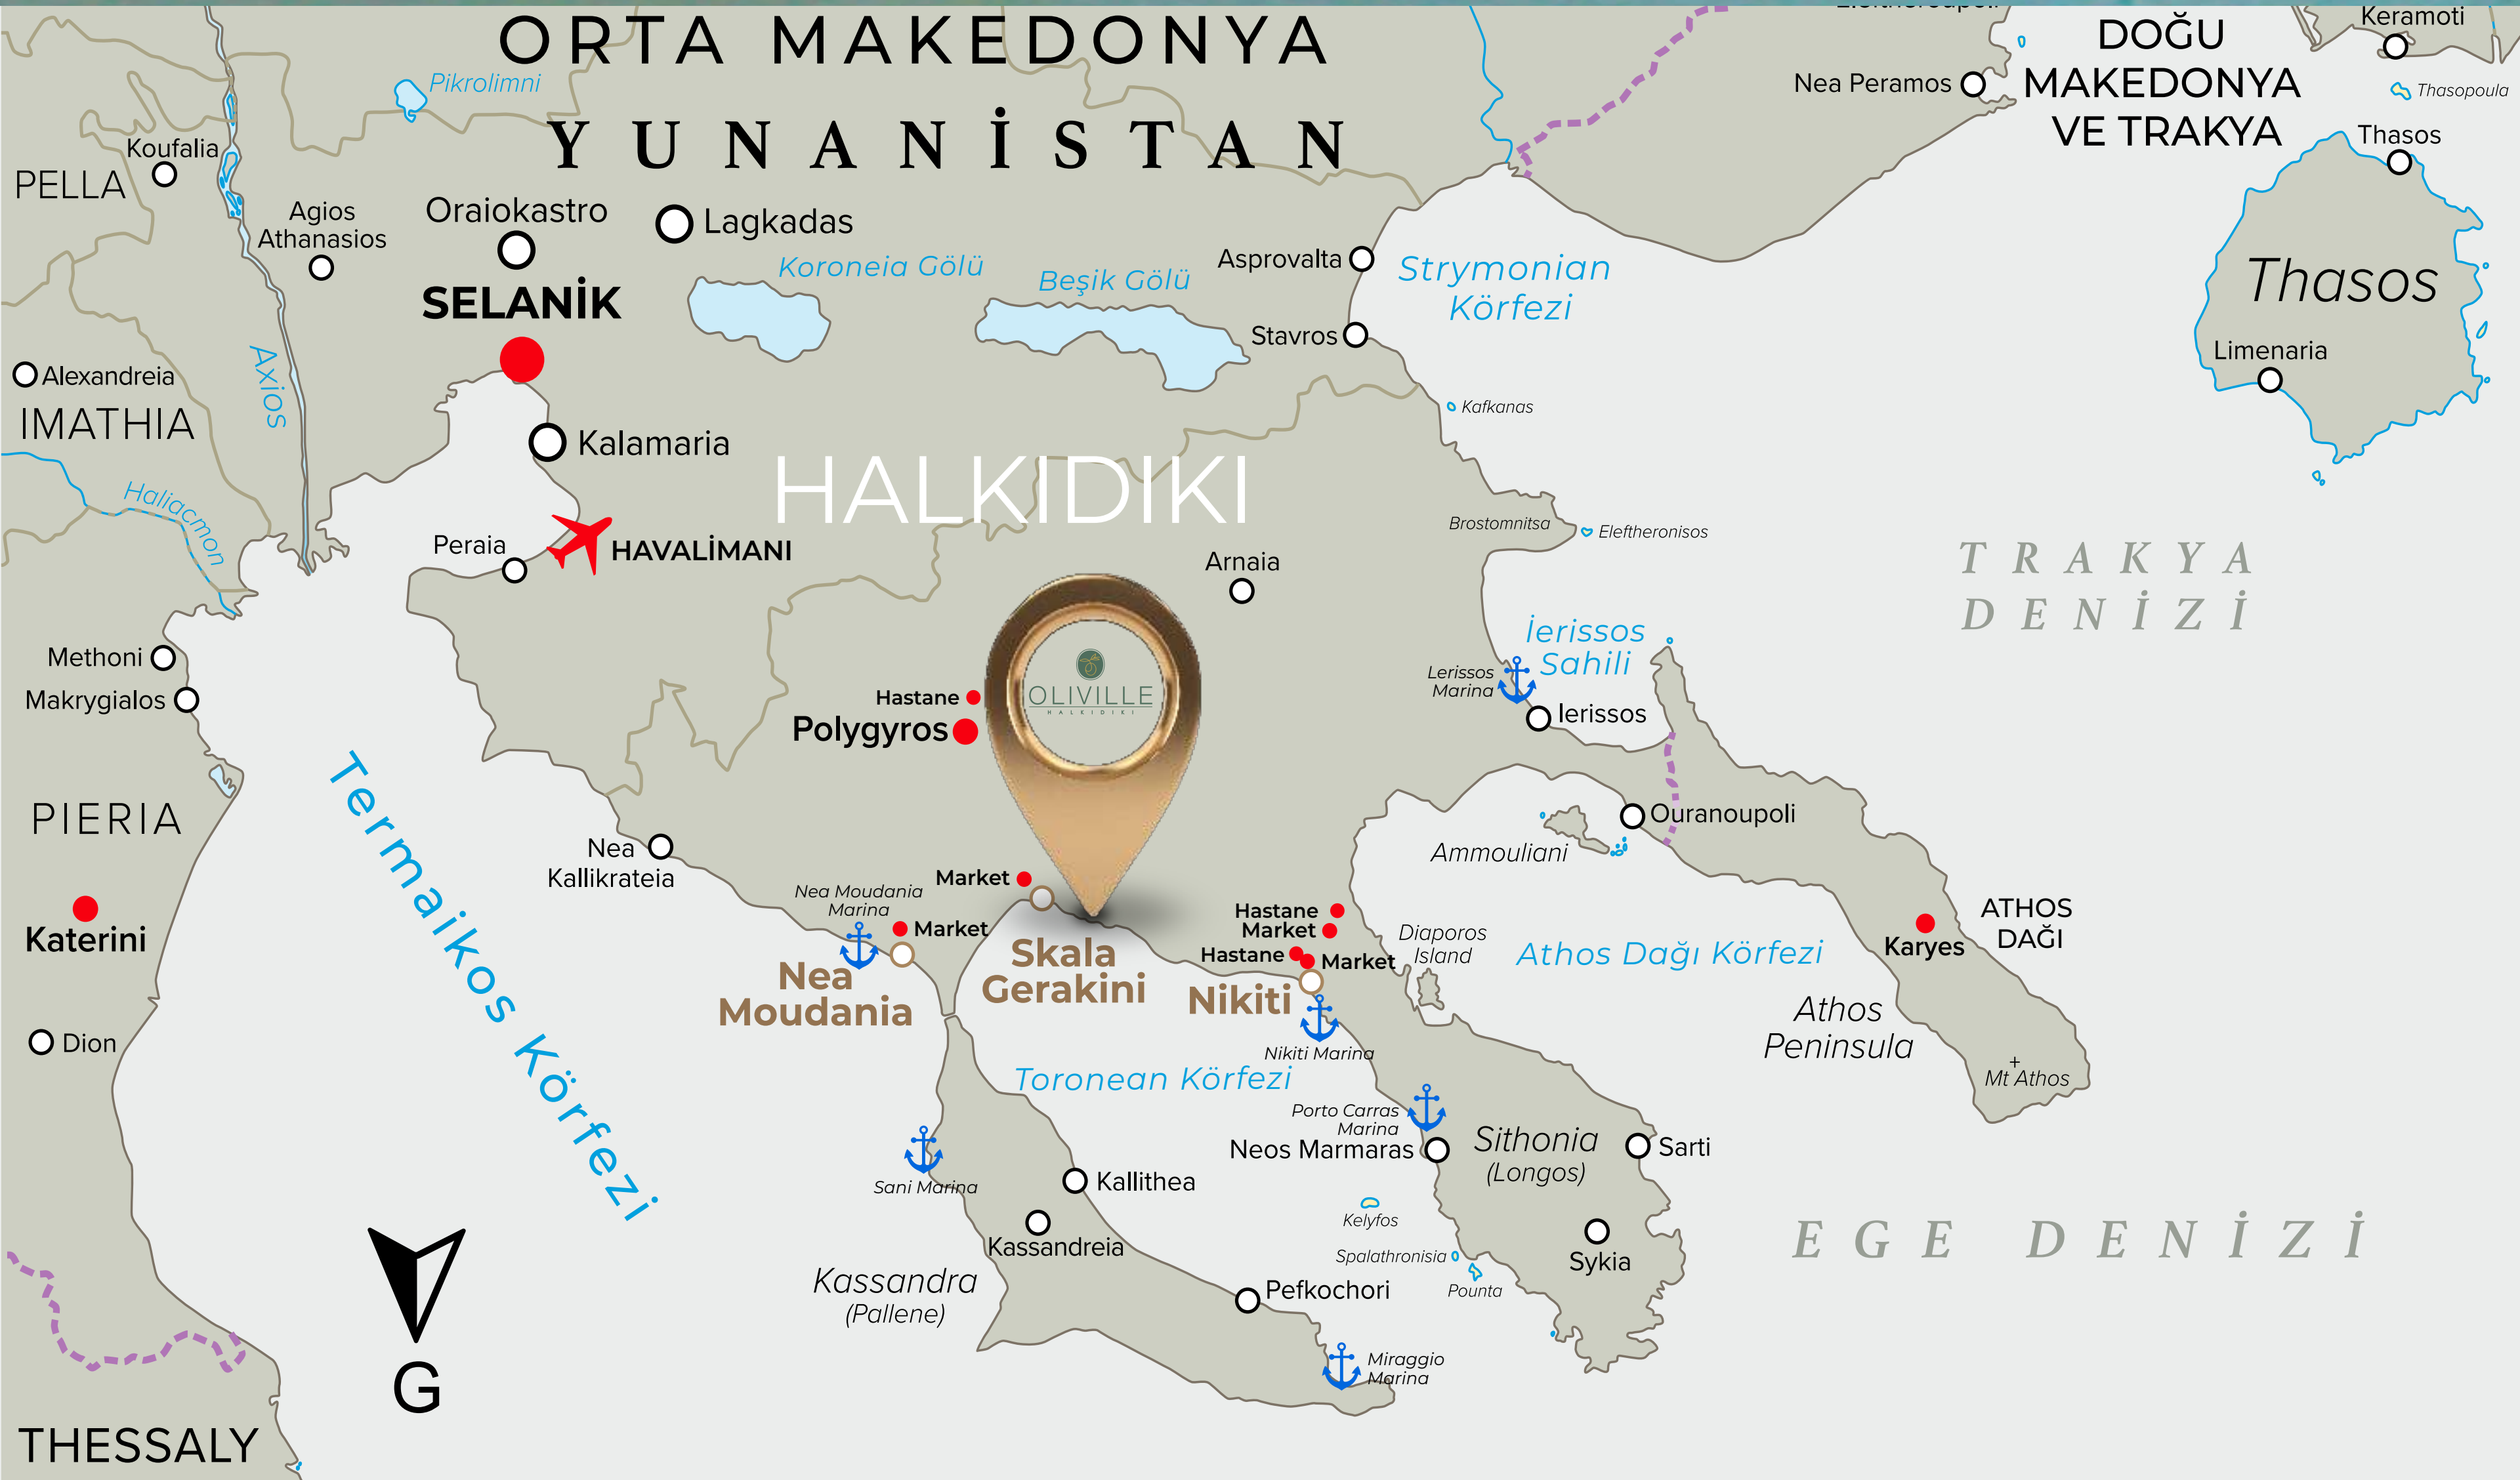 ORTA MAKEDONYA
YUNANİSTAN
DOĞU
MAKEDONYA
VE TRAKYA
Keramoti
Nea Peramos
Thasopoula
Thasos
Thasos
Limenaria
Pikrolimni
Koufalia
PELLA
Agios
Athanasios
Oraiokastro
Lagkadas
SELANİK
Koroneia Gölü
Beşik Gölü
Asprovalta
Strymonian
Körfezi
Stavros
Alexandreia
IMATHIA
Axios
Kafkanas
Kalamaria
HALKIDIKI
Haliacmon
Peraia
HAVALİMANI
Brostomnitsa
Eleftheronisos
Arnaia
TRAKYA
DENİZİ
Methoni
Makrygialos
Hastane
Polygyros
OLIVILLE
HALKIDIKI
İerissos
Sahili
Lerissos
Marina
Ierissos
PIERIA
Termaikos Körfezi
Nea
Kallikrateia
Ouranoupoli
Ammouliani
Katerini
Nea Moudania
Marina
Market
Market
Nea
Moudania
Skala
Gerakini
Hastane
Market
Hastane
Market
Nikiti
Nikiti Marina
Diaporos
Island
Athos Dağı Körfezi
Karyes
ATHOS
DAĞI
Athos
Peninsula
+
Mt Athos
Dion
Toronean Körfezi
Porto Carras
Marina
Neos Marmaras
Sithonia
(Longos)
Sarti
Sani Marina
Kallithea
Kassandreia
Kelyfos
Spalathronisia
Pounta
Sykia
EGE DENİZİ
Kassandra
(Pallene)
Pefkochori
Miraggio
Marina
G
THESSALY